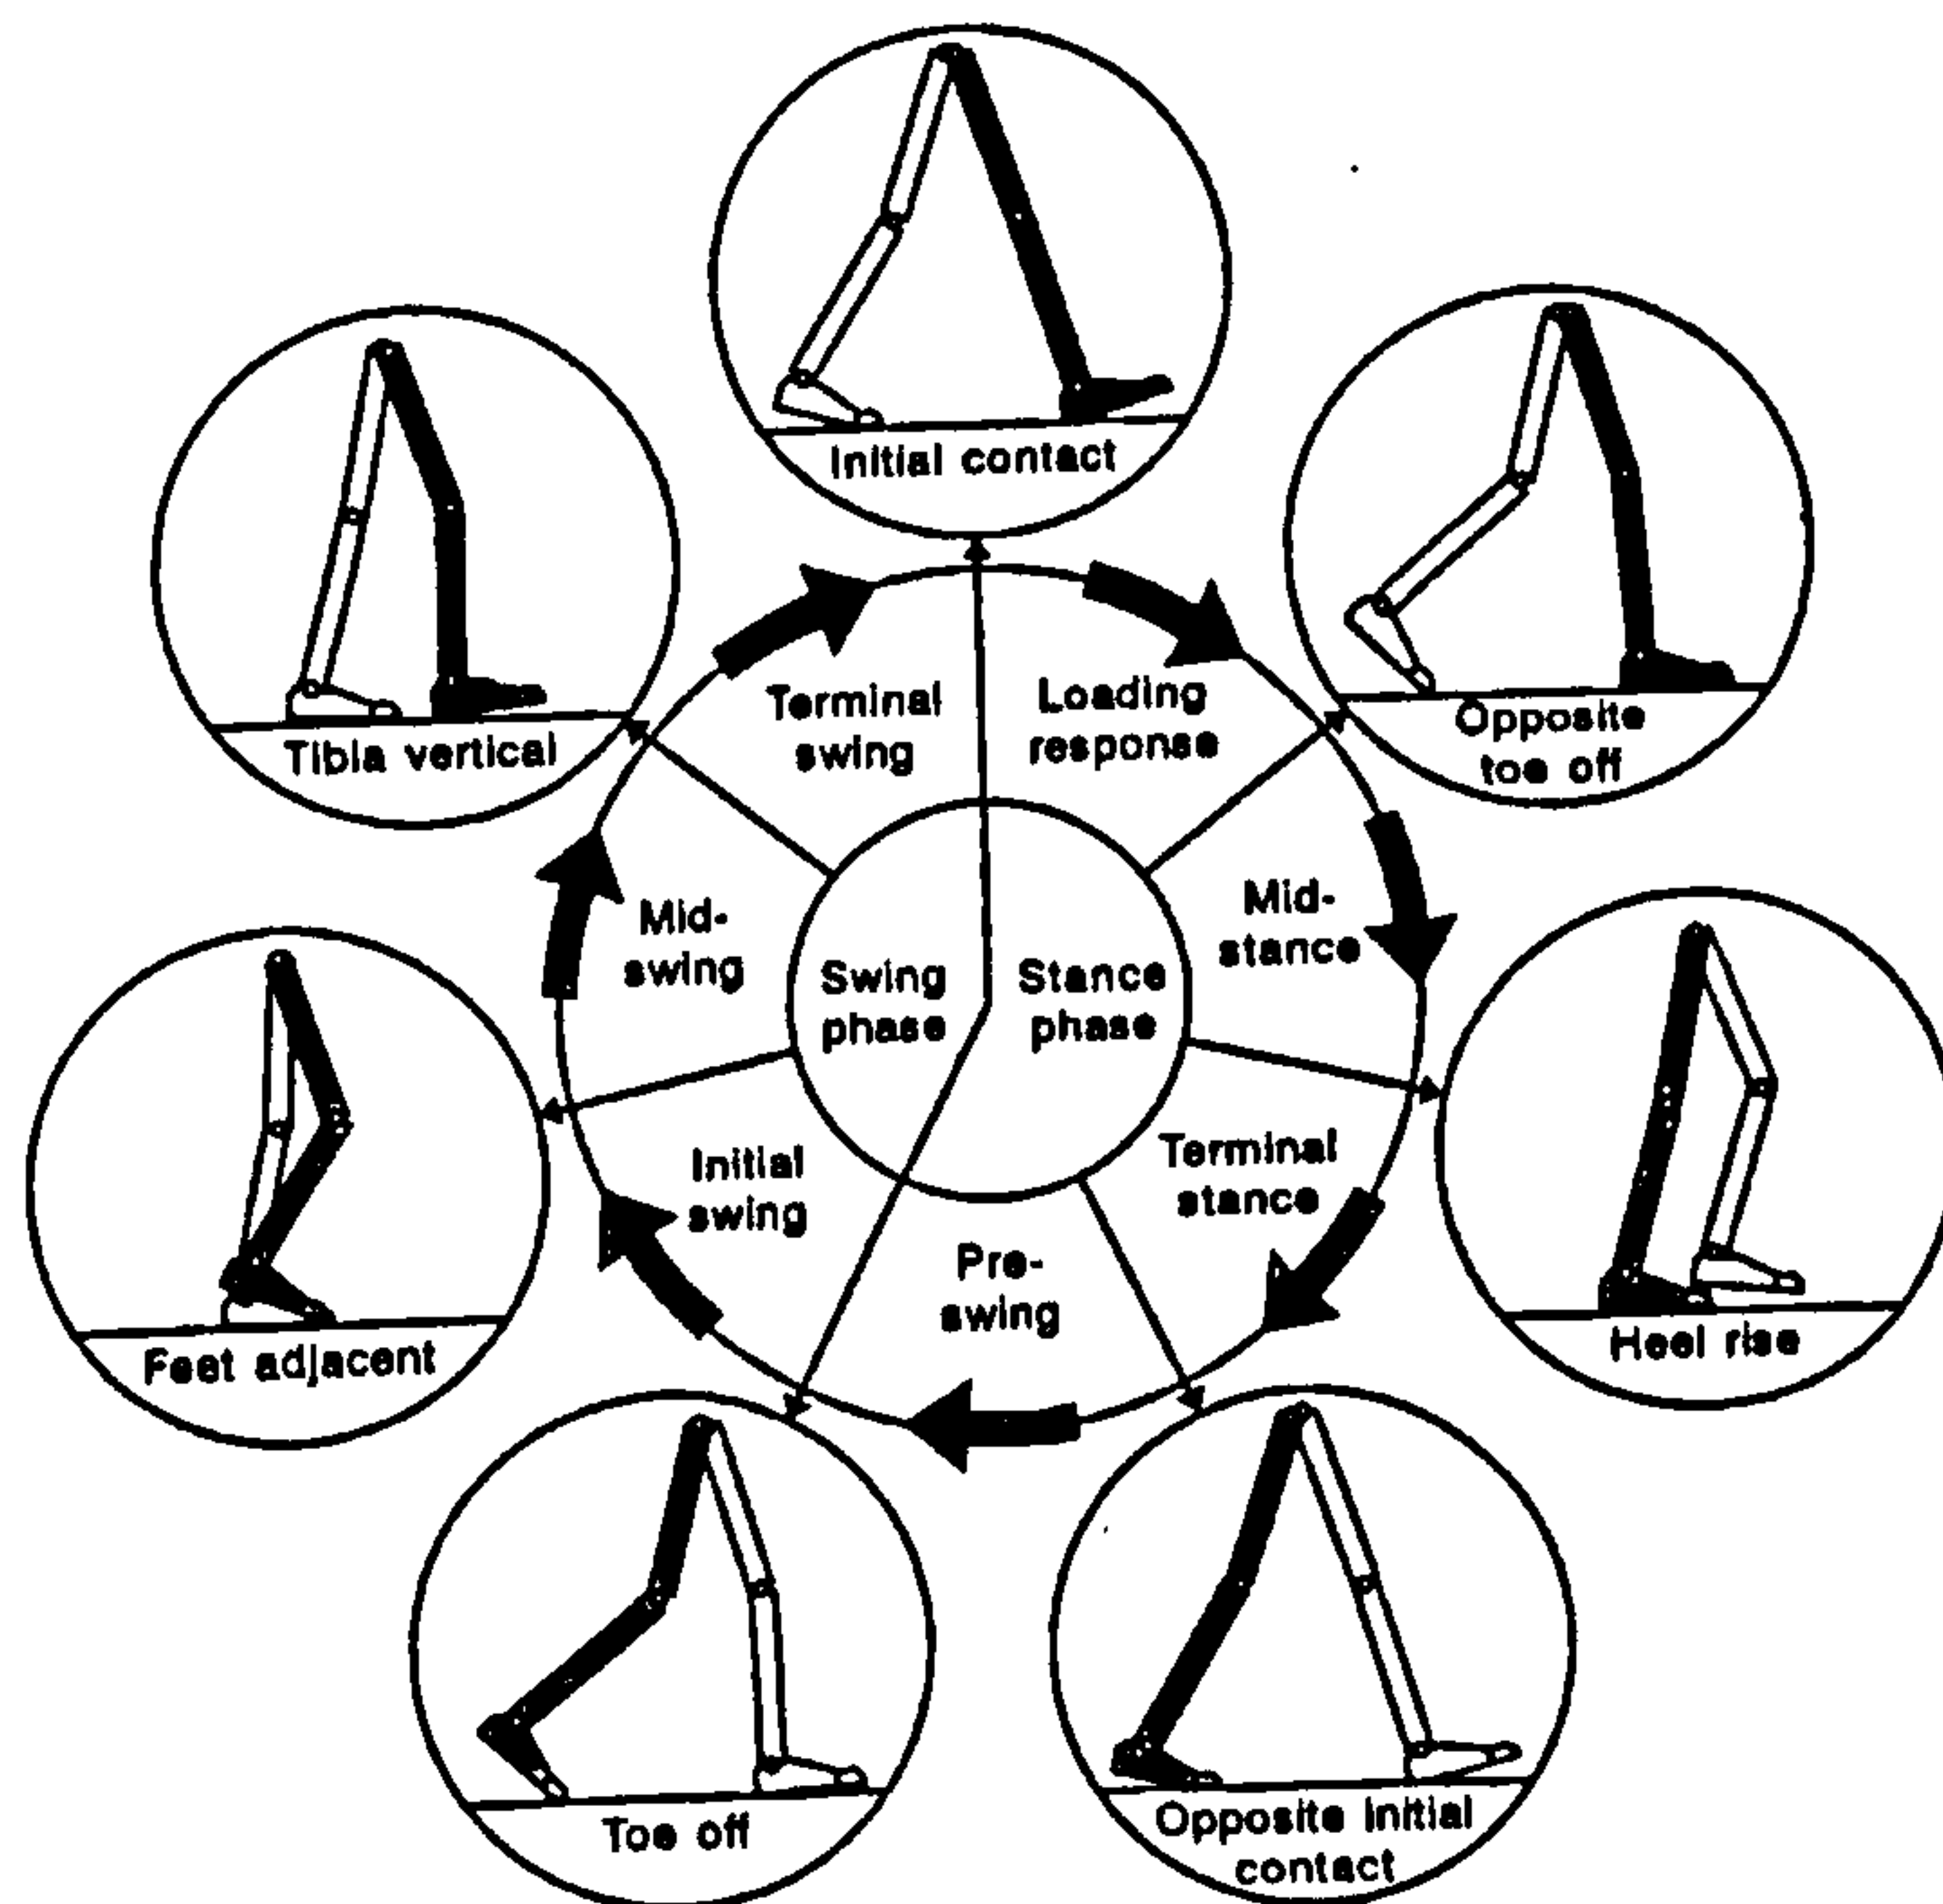 Initial contact
Opposite
toe off
Tibia vertical
Terminal
swing
Loading
response
Mid-
swing
Mid-
stance
Swing
phase
Stance
phase
Heel rise
Feet adjacent
Initial
swing
Terminal
stance
Pre-
swing
Toe off
Opposite initial
contact